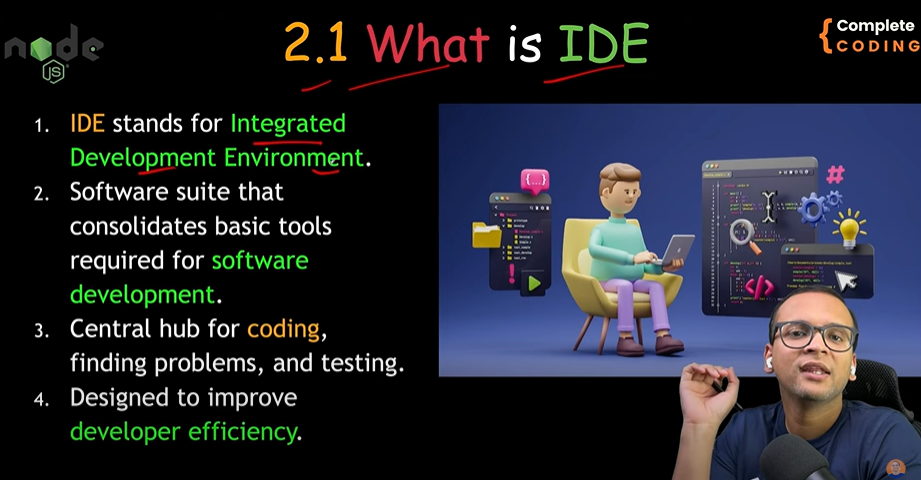 node
JS
2.1 What is IDE
Complete
CODING
1. IDE stands for Integrated
Development Environment.
2. Software suite that
consolidates basic tools
required for software
development.
3. Central hub for coding,
finding problems, and testing.
4. Designed to improve
developer efficiency.
{...}
#
</>